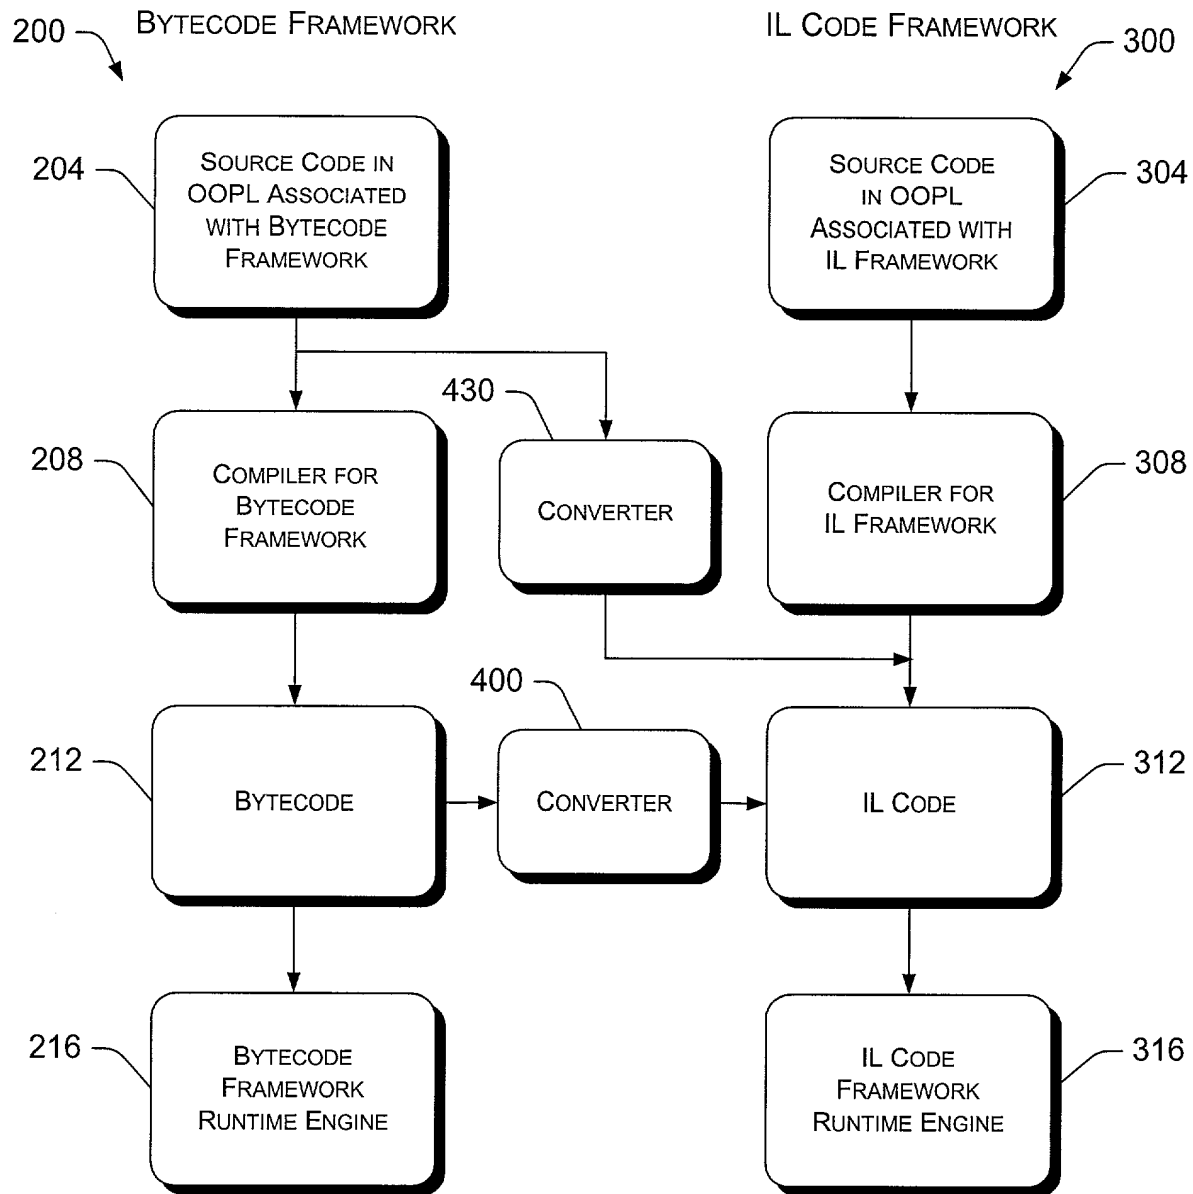 BYTECODE FRAMEWORK
IL CODE FRAMEWORK
200
300
204
SOURCE CODE IN
OOPL ASSOCIATED
WITH BYTECODE
FRAMEWORK
SOURCE CODE
IN OOPL
ASSOCIATED WITH
IL FRAMEWORK
304
430
208
COMPILER FOR
BYTECODE
FRAMEWORK
CONVERTER
COMPILER FOR
IL FRAMEWORK
308
400
212
BYTECODE
CONVERTER
IL CODE
312
216
BYTECODE
FRAMEWORK
RUNTIME ENGINE
IL CODE
FRAMEWORK
RUNTIME ENGINE
316